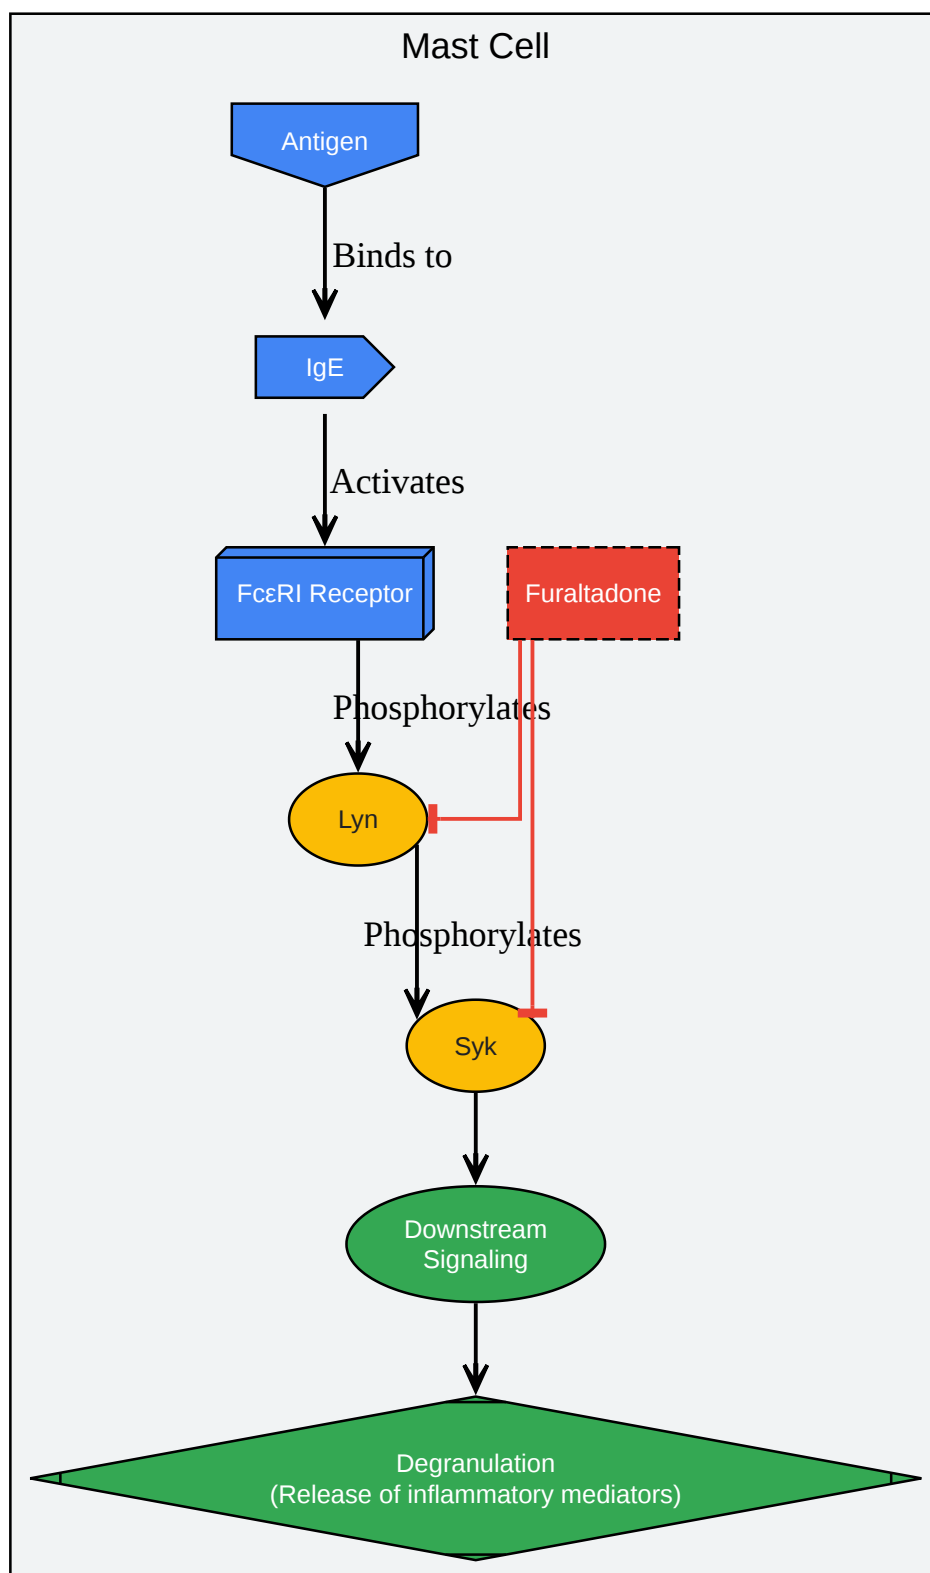 Mast Cell
Antigen
Binds to
IgE
Activates
FcεRI Receptor
Furaltadone
Phosphorylates
Lyn
Phosphorylates
Syk
Downstream
Signaling
Degranulation
(Release of inflammatory mediators)